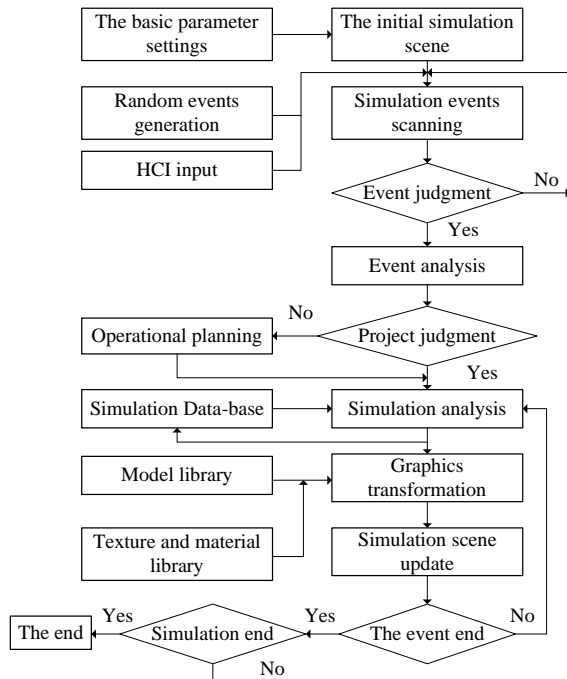 The basic parameter
settings
The initial simulation
scene
Random events
generation
Simulation events
scanning
HCI input
Event judgment
No
Yes
Event analysis
No
Operational planning
Project judgment
Yes
Simulation Data-base
Simulation analysis
Model library
Graphics
transformation
Texture and material
library
Simulation scene
update
Yes
Yes
No
The end
Simulation end
The event end
No